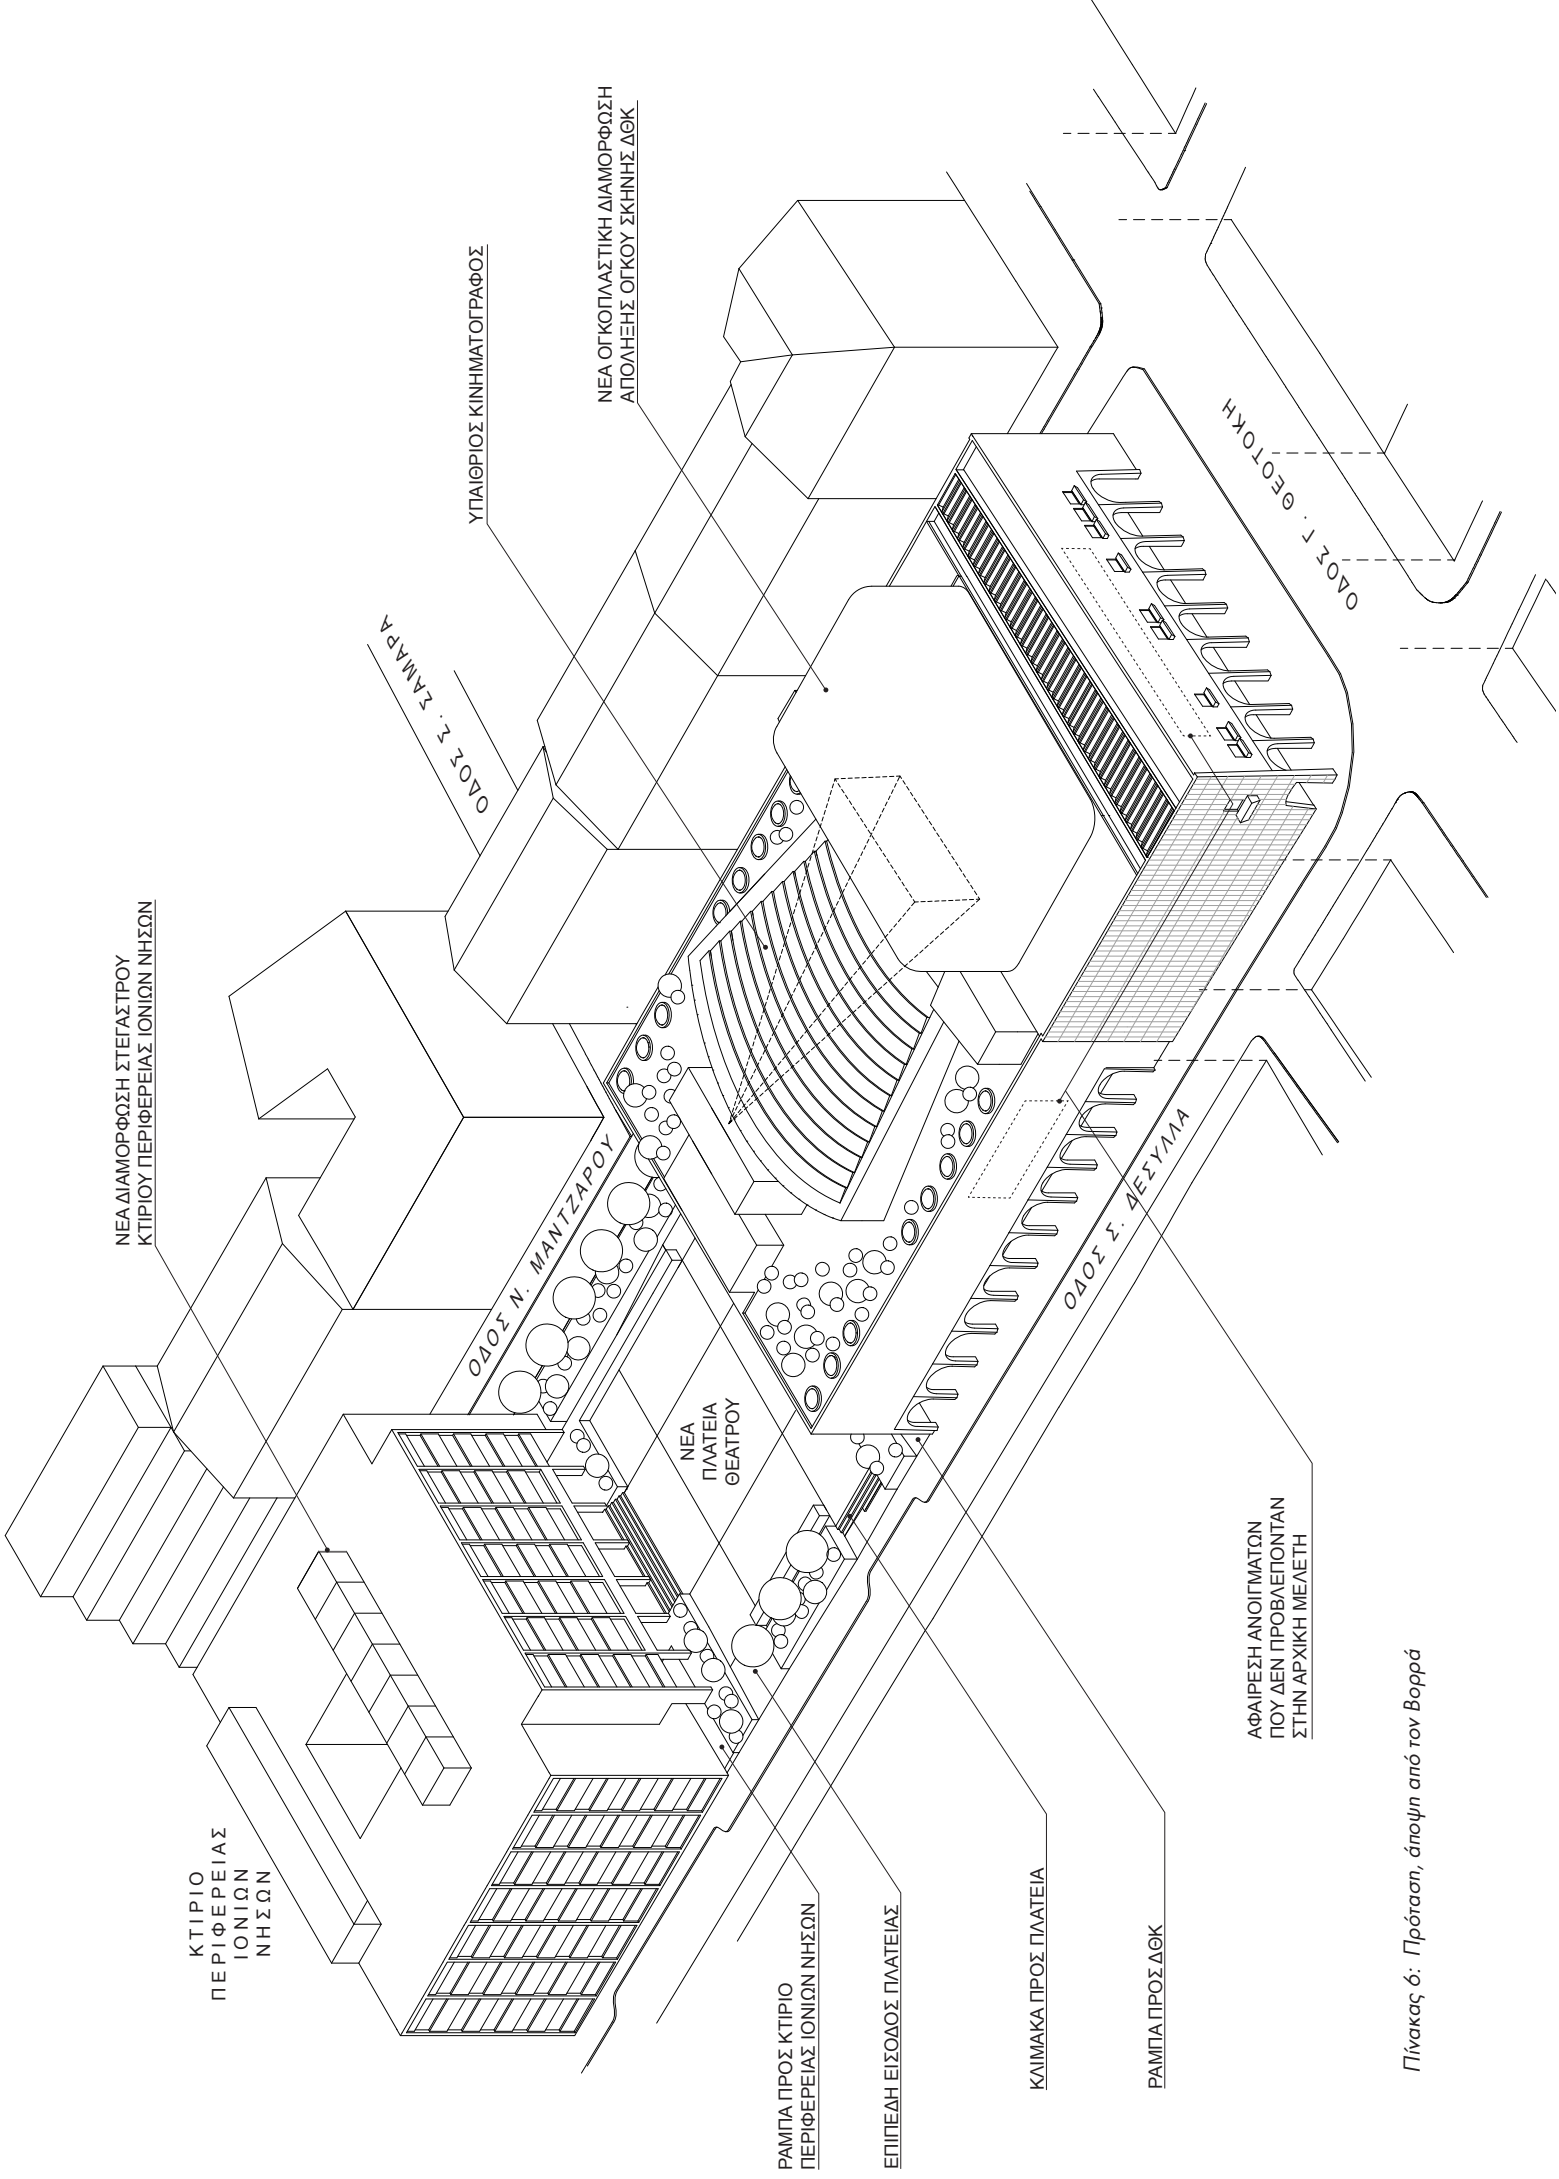 ΝΕΑ ΔΙΑΜΟΡΦΩΣΗ ΣΤΕΓΑΣΤΡΟΥ
ΚΤΙΡΙΟΥ ΠΕΡΙΦΕΡΕΙΑΣ ΙΟΝΙΩΝ ΝΗΣΩΝ
ΥΠΑΙΘΡΙΟΣ ΚΙΝΗΜΑΤΟΓΡΑΦΟΣ
ΝΕΑ ΟΓΚΟΠΛΑΣΤΙΚΗ ΔΙΑΜΟΡΦΩΣΗ
ΑΠΟΛΗΞΗΣ ΟΓΚΟΥ ΣΚΗΝΗΣ ΔΘΚ
ΚΤΙΡΙΟ
ΠΕΡΙΦΕΡΕΙΑΣ
ΙΟΝΙΩΝ
ΝΗΣΩΝ
ΟΔΟΣ Σ. ΣΑΜΑΡΑ
ΟΔΟΣ Ν. ΜΑΝΤΖΑΡΟΥ
ΝΕΑ
ΠΛΑΤΕΙΑ
ΘΕΑΤΡΟΥ
ΟΔΟΣ Γ. ΘΕΟΤΟΚΗ
ΟΔΟΣ Σ. ΔΕΣΥΛΛΑ
ΡΑΜΠΑ ΠΡΟΣ ΚΤΙΡΙΟ
ΠΕΡΙΦΕΡΕΙΑΣ ΙΟΝΙΩΝ ΝΗΣΩΝ
ΕΠΙΠΕΔΗ ΕΙΣΟΔΟΣ ΠΛΑΤΕΙΑΣ
ΚΛΙΜΑΚΑ ΠΡΟΣ ΠΛΑΤΕΙΑ
ΡΑΜΠΑ ΠΡΟΣ ΔΘΚ
ΑΦΑΙΡΕΣΗ ΑΝΟΙΓΜΑΤΩΝ
ΠΟΥ ΔΕΝ ΠΡΟΒΛΕΠΟΝΤΑΝ
ΣΤΗΝ ΑΡΧΙΚΗ ΜΕΛΕΤΗ
Πίνακας 6: Πρόταση, άποψη από τον Βορρά